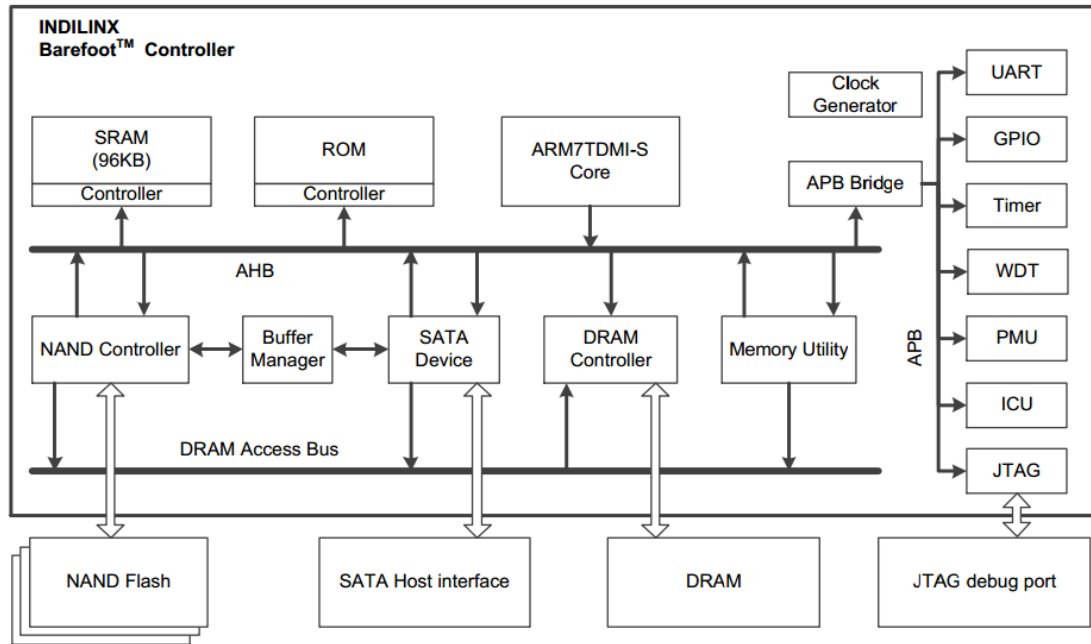 INDILINX
Barefoot™ Controller
SRAM
(96KB)
Controller
ROM
Controller
ARM7TDMI-S
Core
Clock
Generator
APB Bridge
UART
GPIO
Timer
WDT
PMU
ICU
JTAG
APB
AHB
NAND Controller
Buffer
Manager
SATA
Device
DRAM
Controller
Memory Utility
DRAM Access Bus
NAND Flash
SATA Host interface
DRAM
JTAG debug port